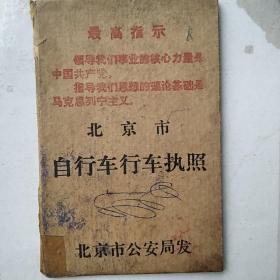 最高指示
领导我们事业的核心力量是
中国共产党。
指导我们思想的理论基础是
马克思列宁主义。
北京市
自行车行车执照
北京市公安局发